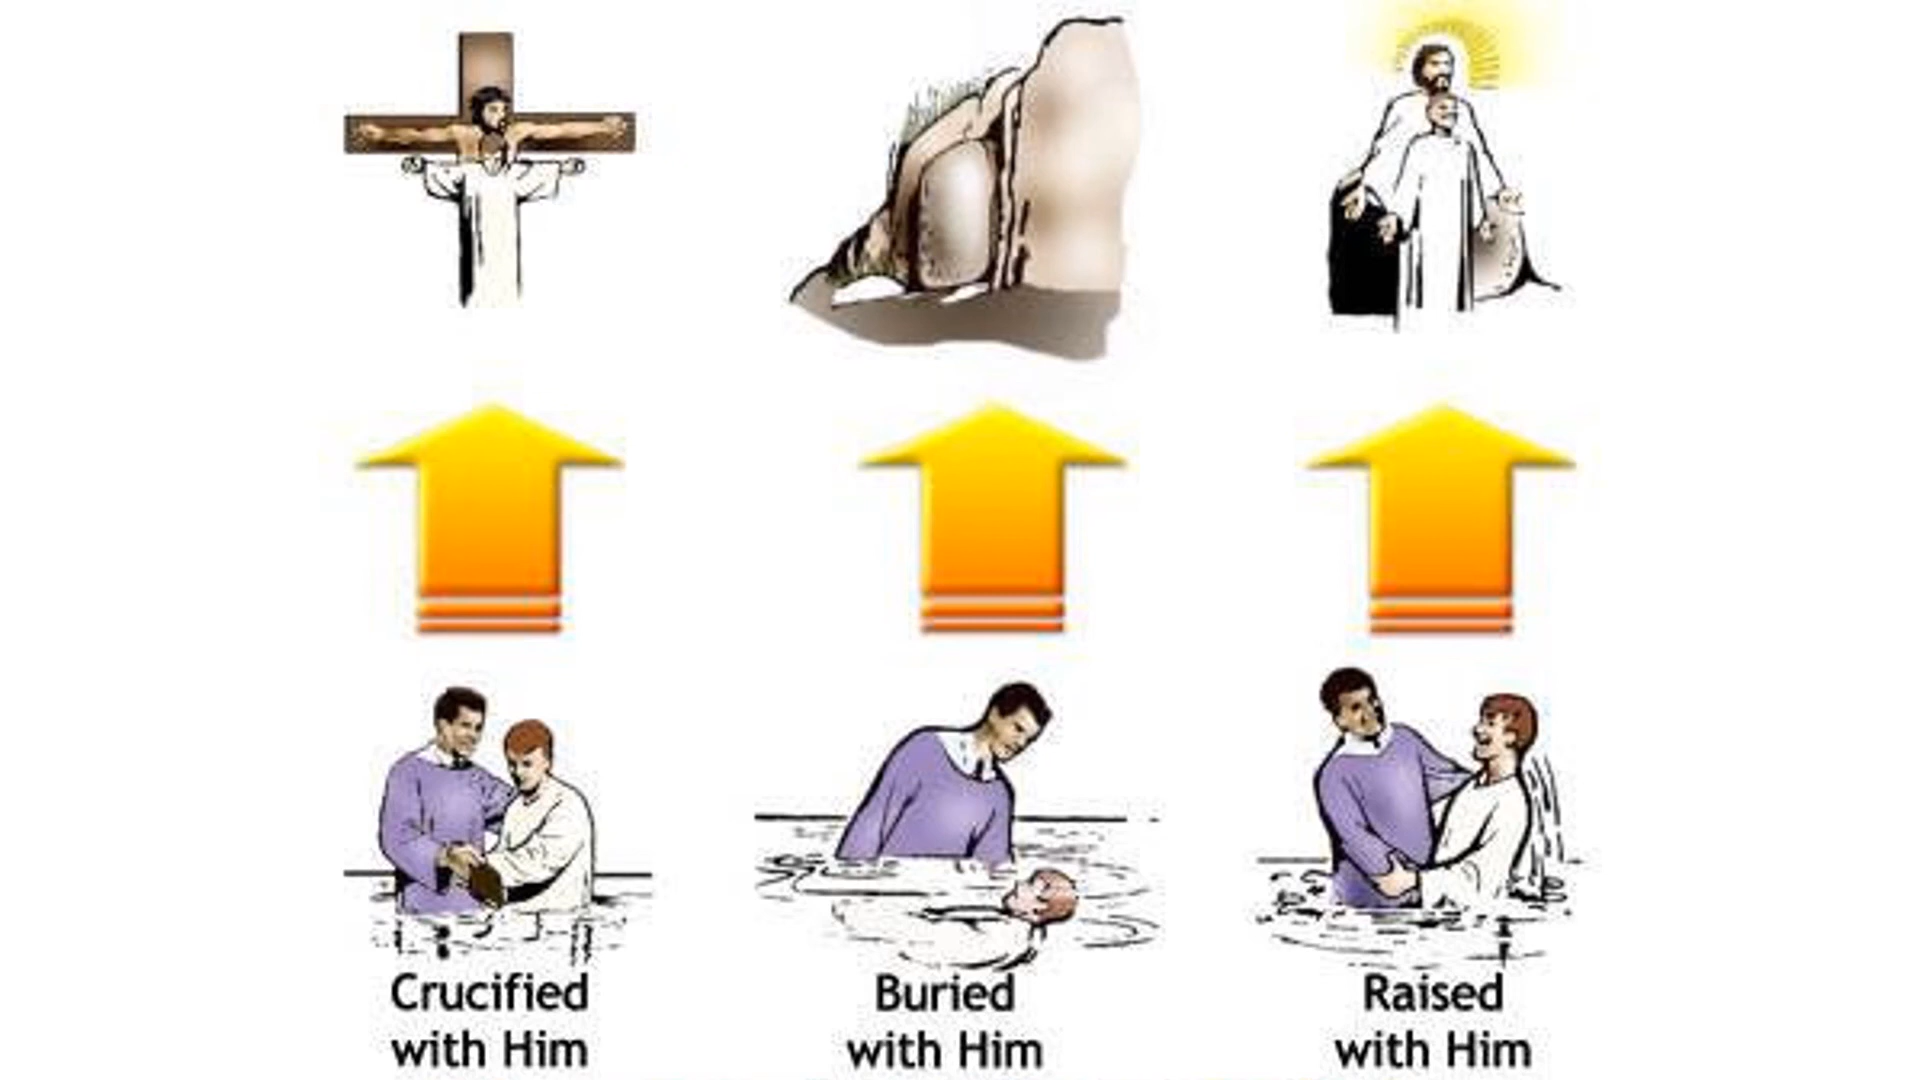 Crucified
with Him
Buried
with Him
Raised
with Him